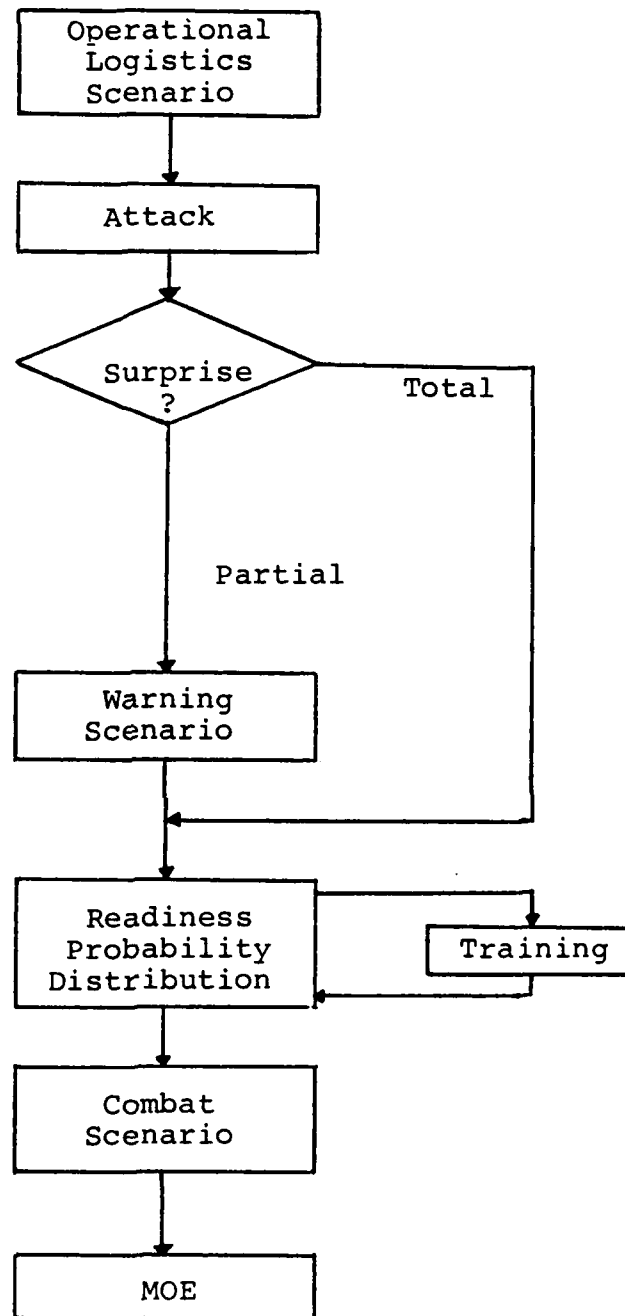 Operational
Logistics
Scenario
Attack
Surprise
?
Total
Partial
Warning
Scenario
Readiness
Probability
Distribution
Training
Combat
Scenario
MOE